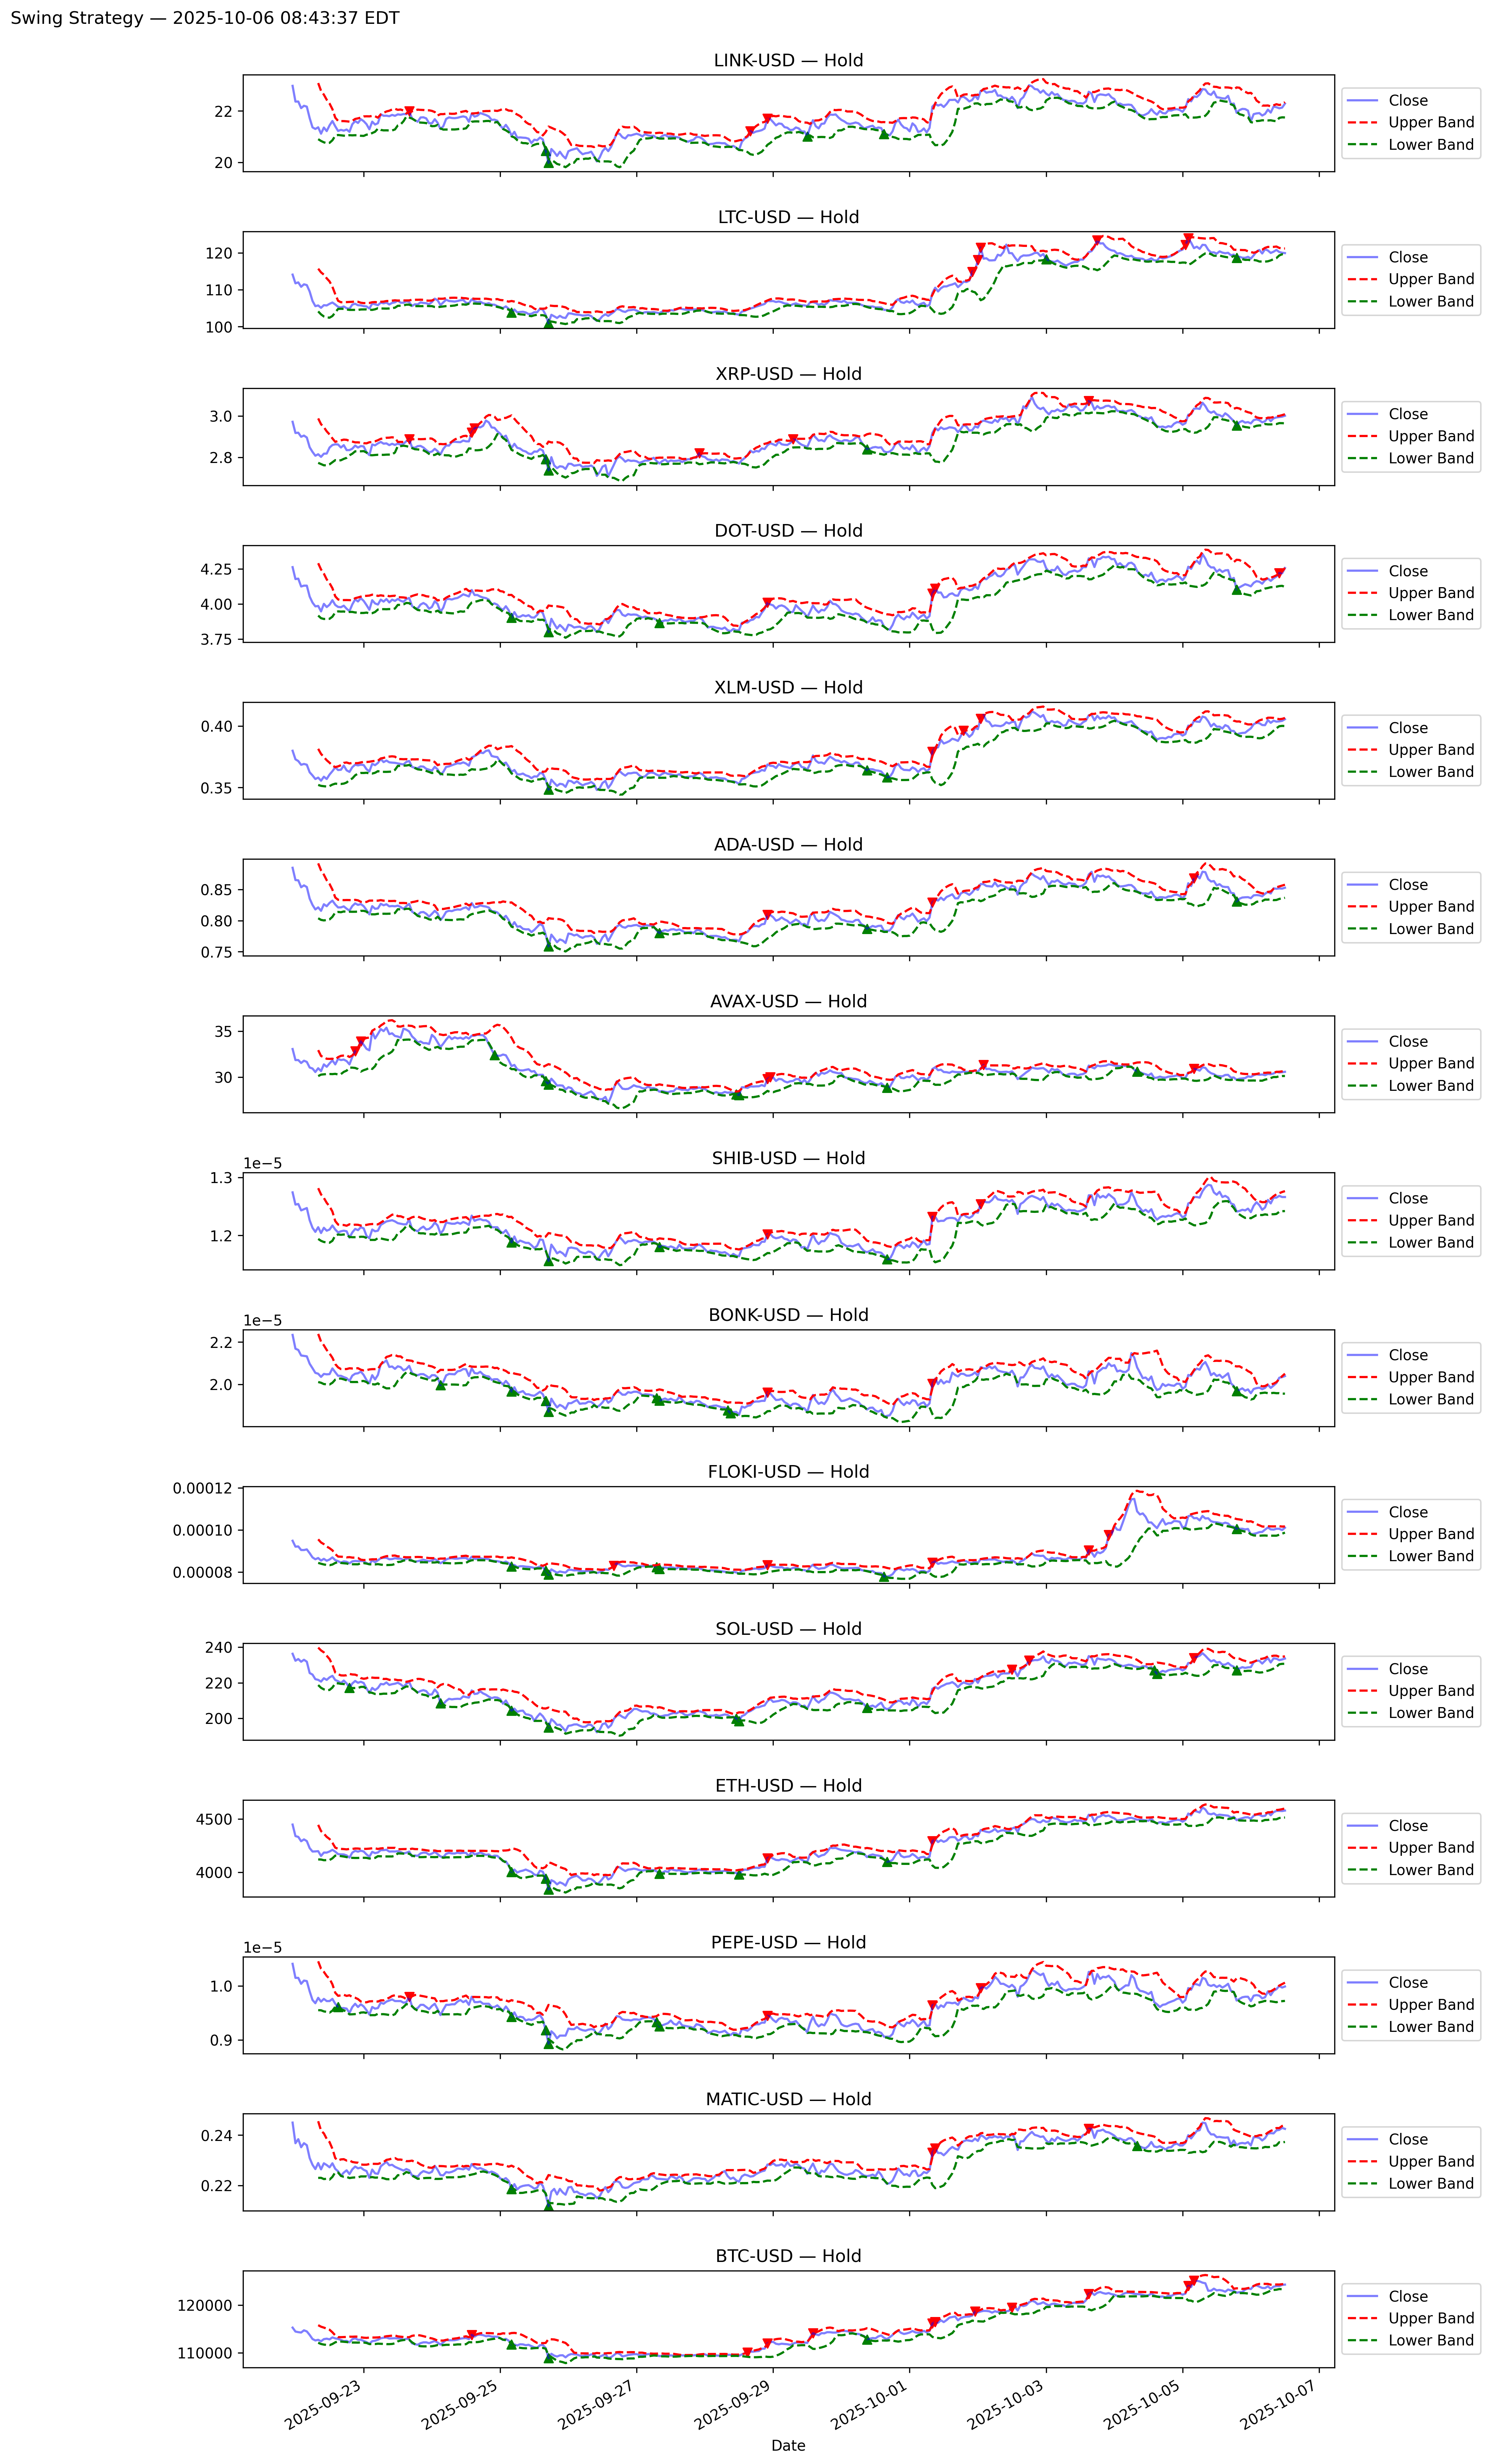 Swing Strategy — 2025-10-06 08:43:37 EDT
LINK-USD — Hold
22
20
Close
Upper Band
Lower Band
LTC-USD — Hold
120
110
100
Close
Upper Band
Lower Band
XRP-USD — Hold
3.0
2.8
Close
Upper Band
Lower Band
DOT-USD — Hold
4.25
4.00
3.75
Close
Upper Band
Lower Band
XLM-USD — Hold
0.40
0.35
Close
Upper Band
Lower Band
ADA-USD — Hold
0.85
0.80
0.75
Close
Upper Band
Lower Band
AVAX-USD — Hold
35
30
Close
Upper Band
Lower Band
SHIB-USD — Hold
1e−5
1.3
1.2
Close
Upper Band
Lower Band
BONK-USD — Hold
1e−5
2.2
2.0
Close
Upper Band
Lower Band
FLOKI-USD — Hold
0.00012
0.00010
0.00008
Close
Upper Band
Lower Band
SOL-USD — Hold
240
220
200
Close
Upper Band
Lower Band
ETH-USD — Hold
4500
4000
Close
Upper Band
Lower Band
PEPE-USD — Hold
1e−5
1.0
0.9
Close
Upper Band
Lower Band
MATIC-USD — Hold
0.24
0.22
Close
Upper Band
Lower Band
BTC-USD — Hold
120000
110000
Close
Upper Band
Lower Band
2025-09-23
2025-09-25
2025-09-27
2025-09-29
2025-10-01
2025-10-03
2025-10-05
2025-10-07
Date